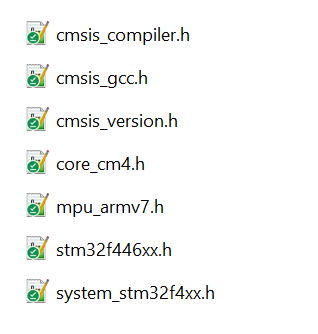 cmsis_compiler.h
cmsis_gcc.h
cmsis_version.h
core_cm4.h
mpu_armv7.h
stm32f446xx.h
system_stm32f4xx.h